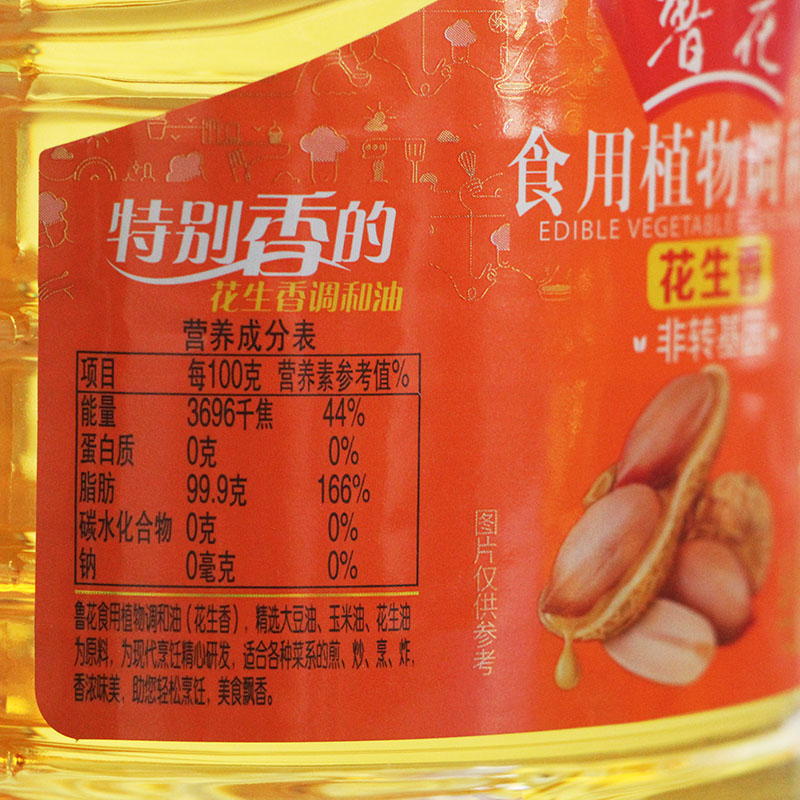 鲁花
食用植物调和
EDIBLE VEGETABLE
特别香的
花生香
花生香调和油
非转基因
营养成分表
项目 每100克 营养素参考值%
能量 3696千焦 44%
蛋白质 0克 0%
脂肪 99.9克 166%
碳水化合物 0克 0%
钠 0毫克 0%
图片仅供参考
鲁花食用植物调和油(花生香),精选大豆油、玉米油、花生油
为原料,为现代烹饪精心研发,适合各种菜系的煎、炒、烹、炸,
香浓味美,助您轻松烹饪,美食飘香。